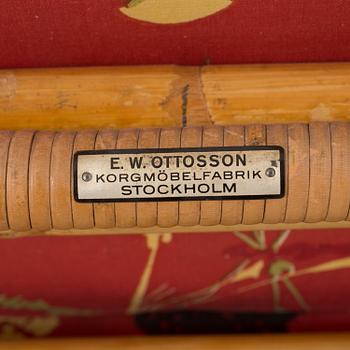 E. W. OTTOSSON
KORGMÖBELFABRIK
STOCKHOLM